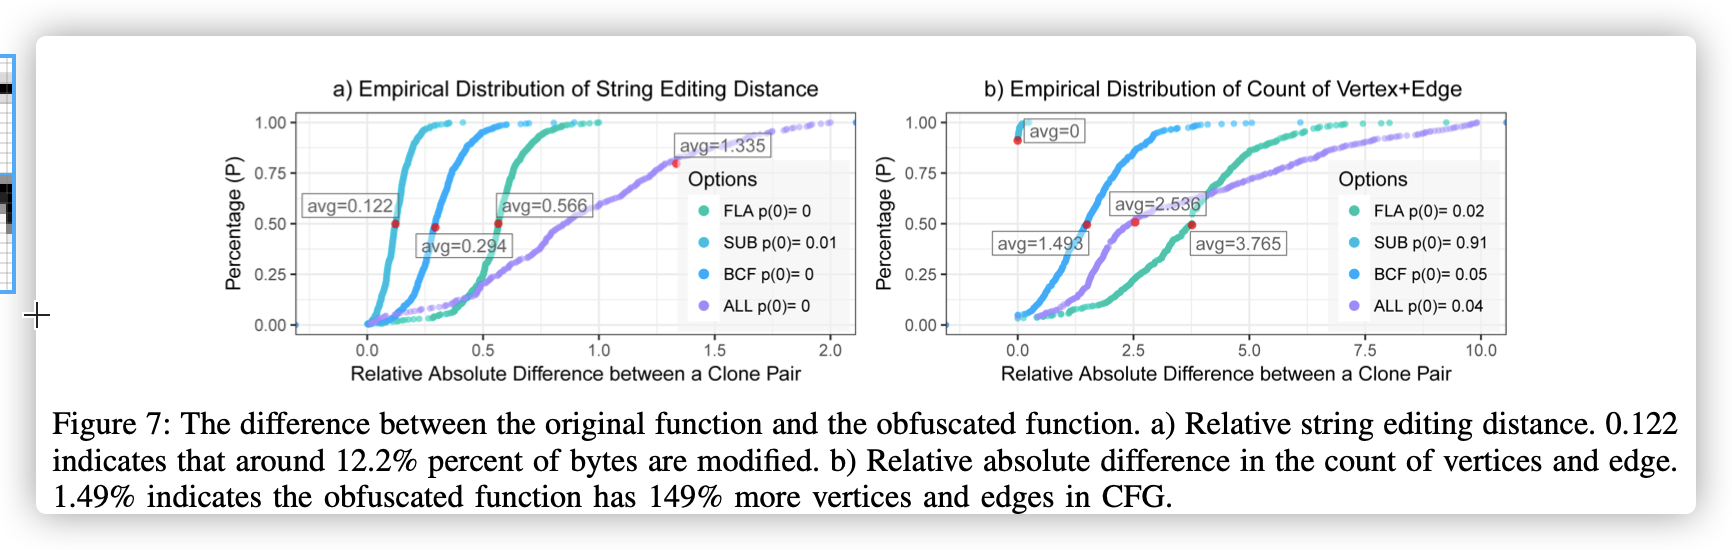 a) Empirical Distribution of String Editing Distance
Percentage (P)
1.00
0.75
0.50
0.25
0.00
avg=0.122
avg=0.294
avg=0.566
avg=1.335
Options
FLA p(0)= 0
SUB p(0)= 0.01
BCF p(0)= 0
ALL p(0)= 0
0.0 0.5 1.0 1.5 2.0
Relative Absolute Difference between a Clone Pair
b) Empirical Distribution of Count of Vertex+Edge
Percentage (P)
1.00
0.75
0.50
0.25
0.00
avg=0
avg=2.536
avg=1.493
avg=3.765
Options
FLA p(0)= 0.02
SUB p(0)= 0.91
BCF p(0)= 0.05
ALL p(0)= 0.04
0.0 2.5 5.0 7.5 10.0
Relative Absolute Difference between a Clone Pair
Figure 7: The difference between the original function and the obfuscated function. a) Relative string editing distance. 0.122
indicates that around 12.2% percent of bytes are modified. b) Relative absolute difference in the count of vertices and edge.
1.49% indicates the obfuscated function has 149% more vertices and edges in CFG.